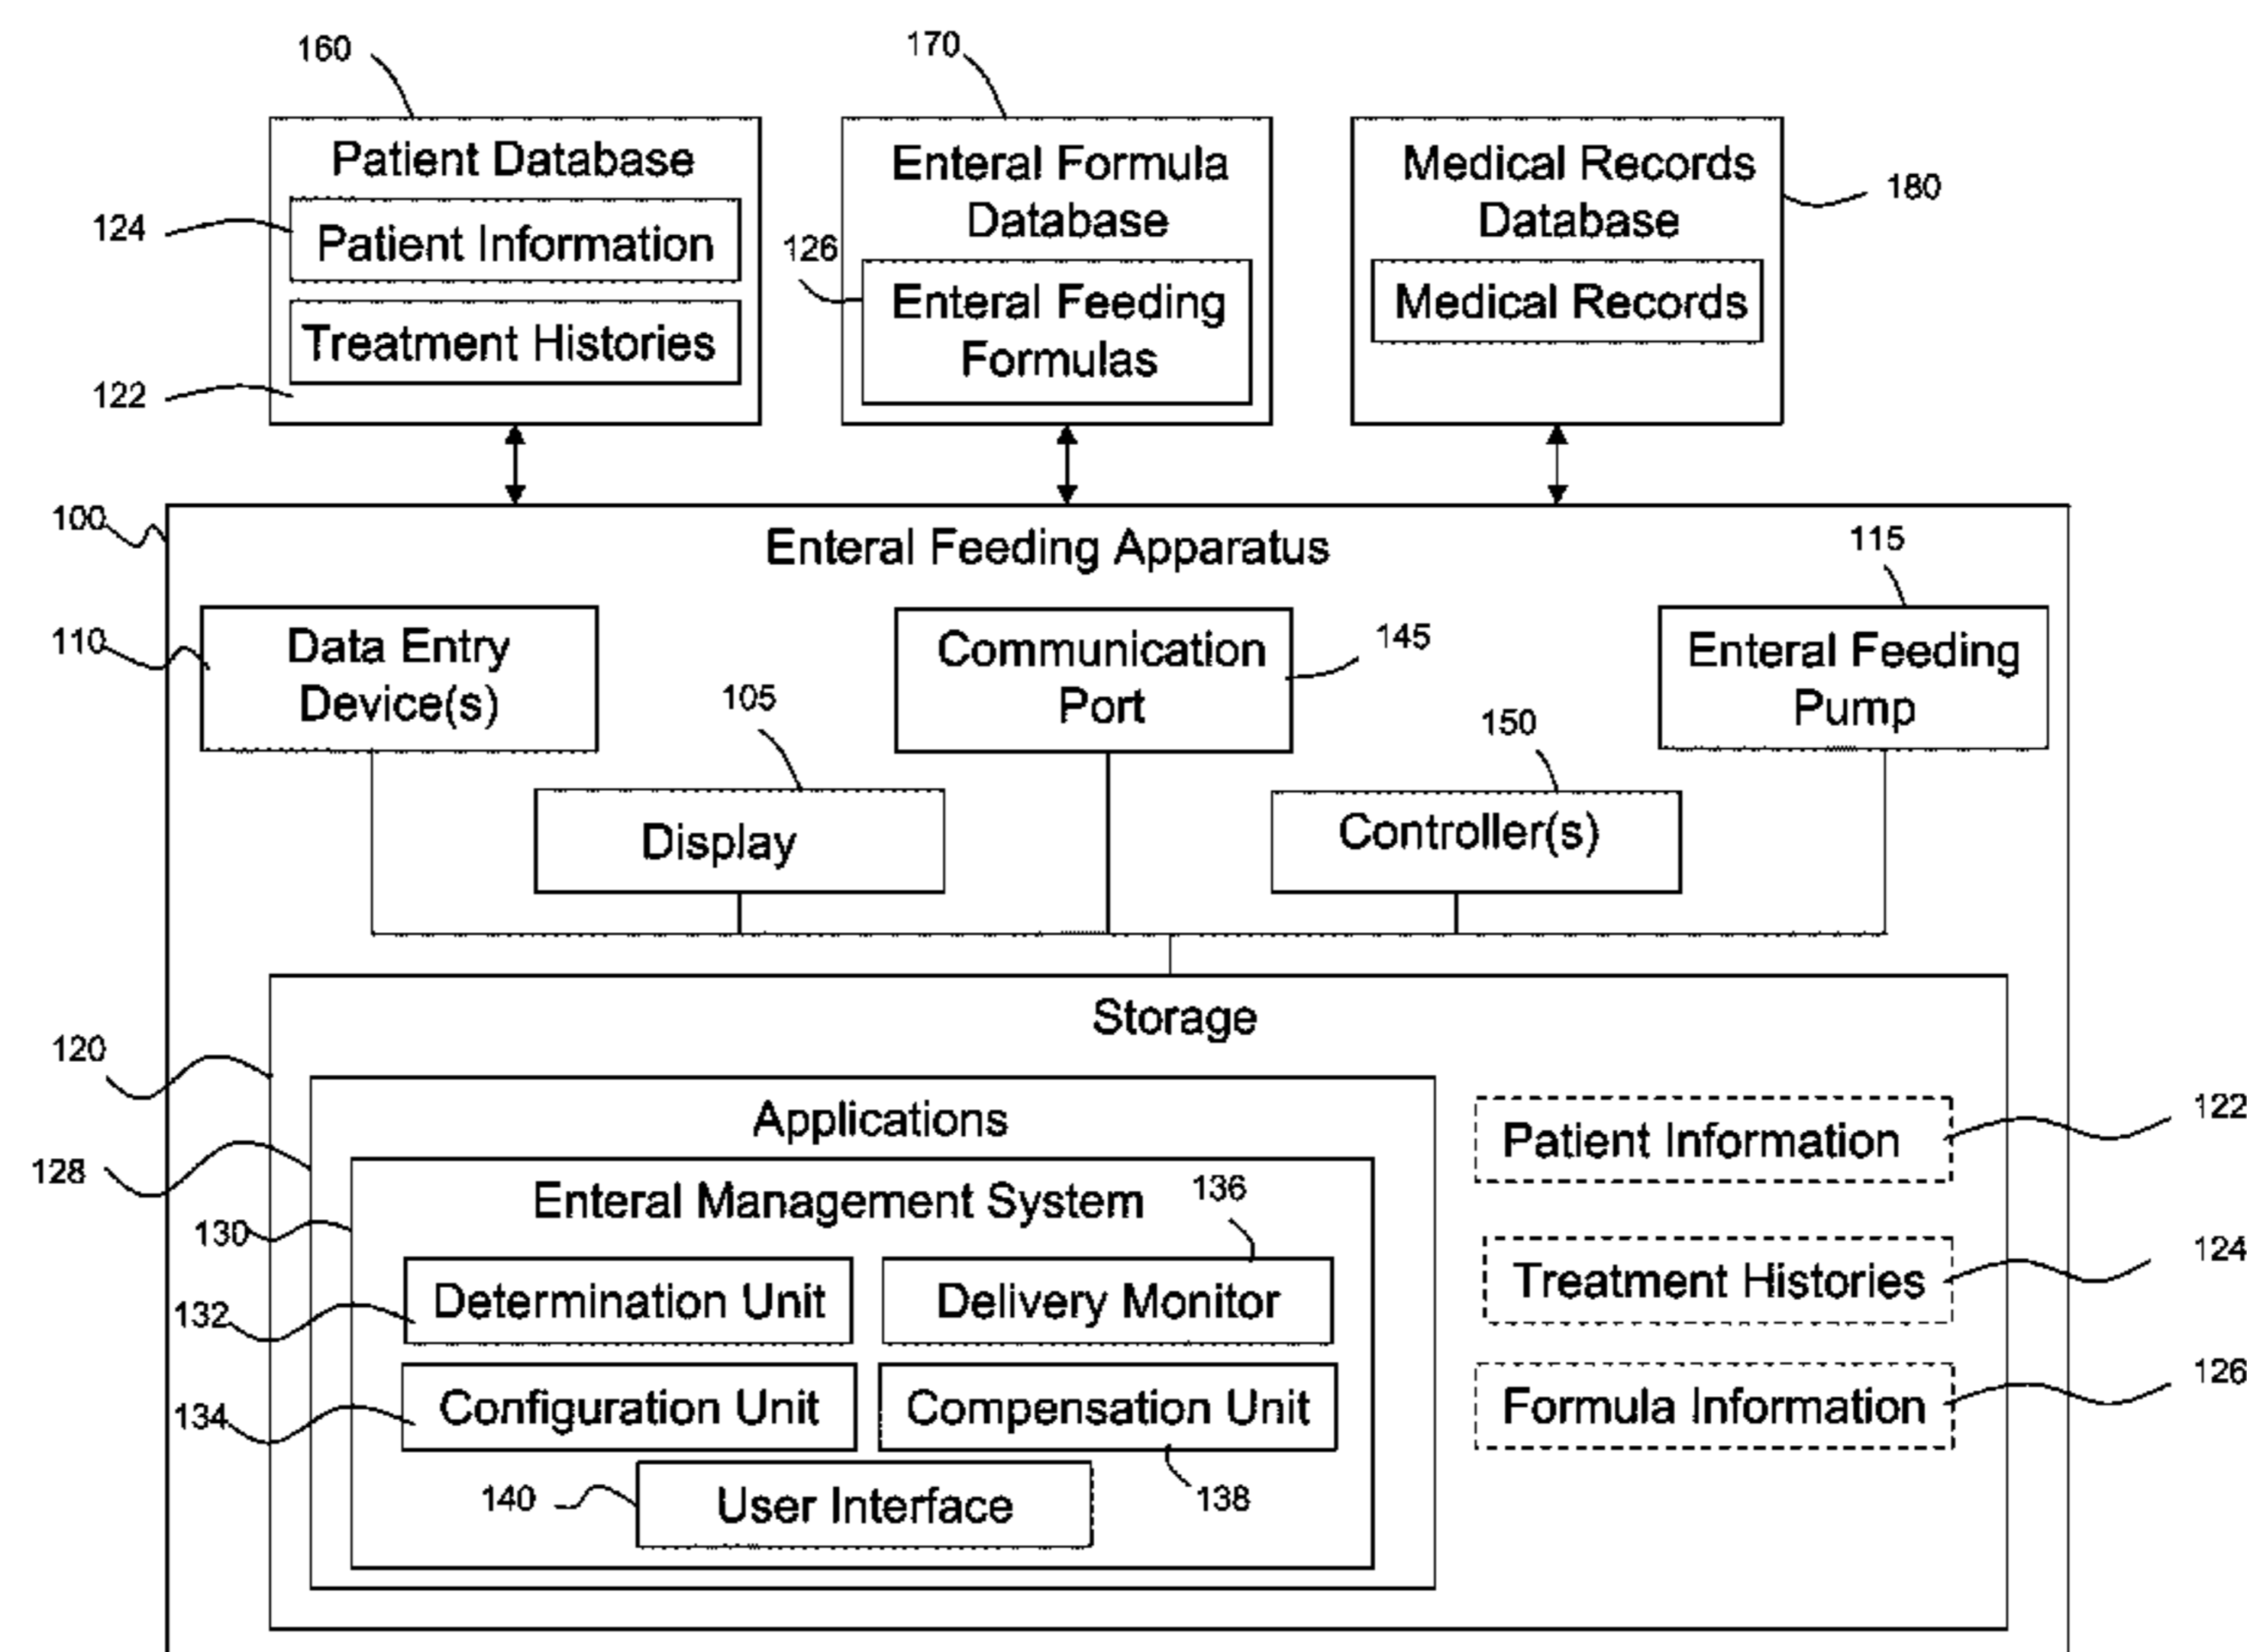 160
170
Patient Database
Enteral Formula
Database
Medical Records
Database
180
124
Patient Information
126
Enteral Feeding
Formulas
Medical Records
Treatment Histories
122
100
Enteral Feeding Apparatus
115
110
Data Entry
Device(s)
Communication
Port
145
Enteral Feeding
Pump
105
150
Display
Controller(s)
Storage
120
Applications
128
Enteral Management System
136
130
Determination Unit
Delivery Monitor
132
Configuration Unit
Compensation Unit
134
140
User Interface
138
Patient Information
122
Treatment Histories
124
Formula Information
126